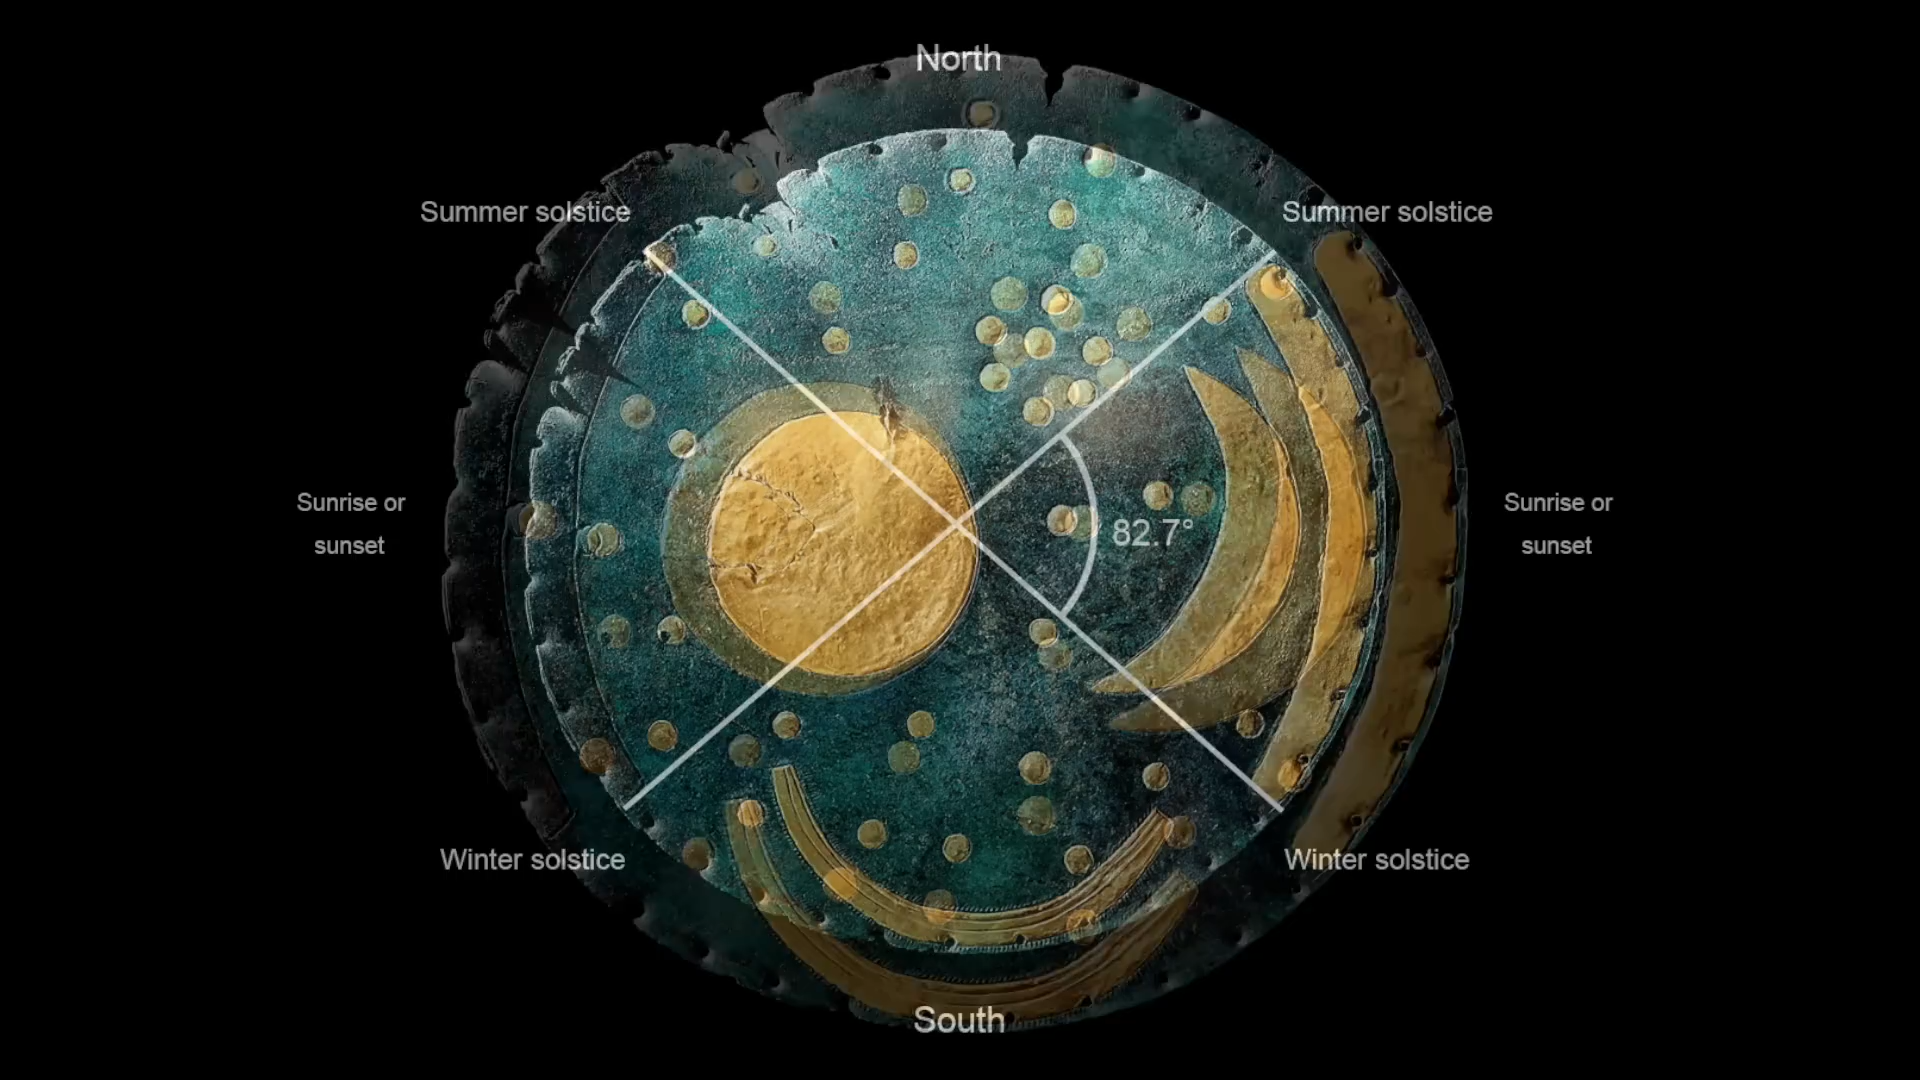 North
Summer solstice
Summer solstice
Sunrise or
sunset
82.7°
Sunrise or
sunset
Winter solstice
Winter solstice
South